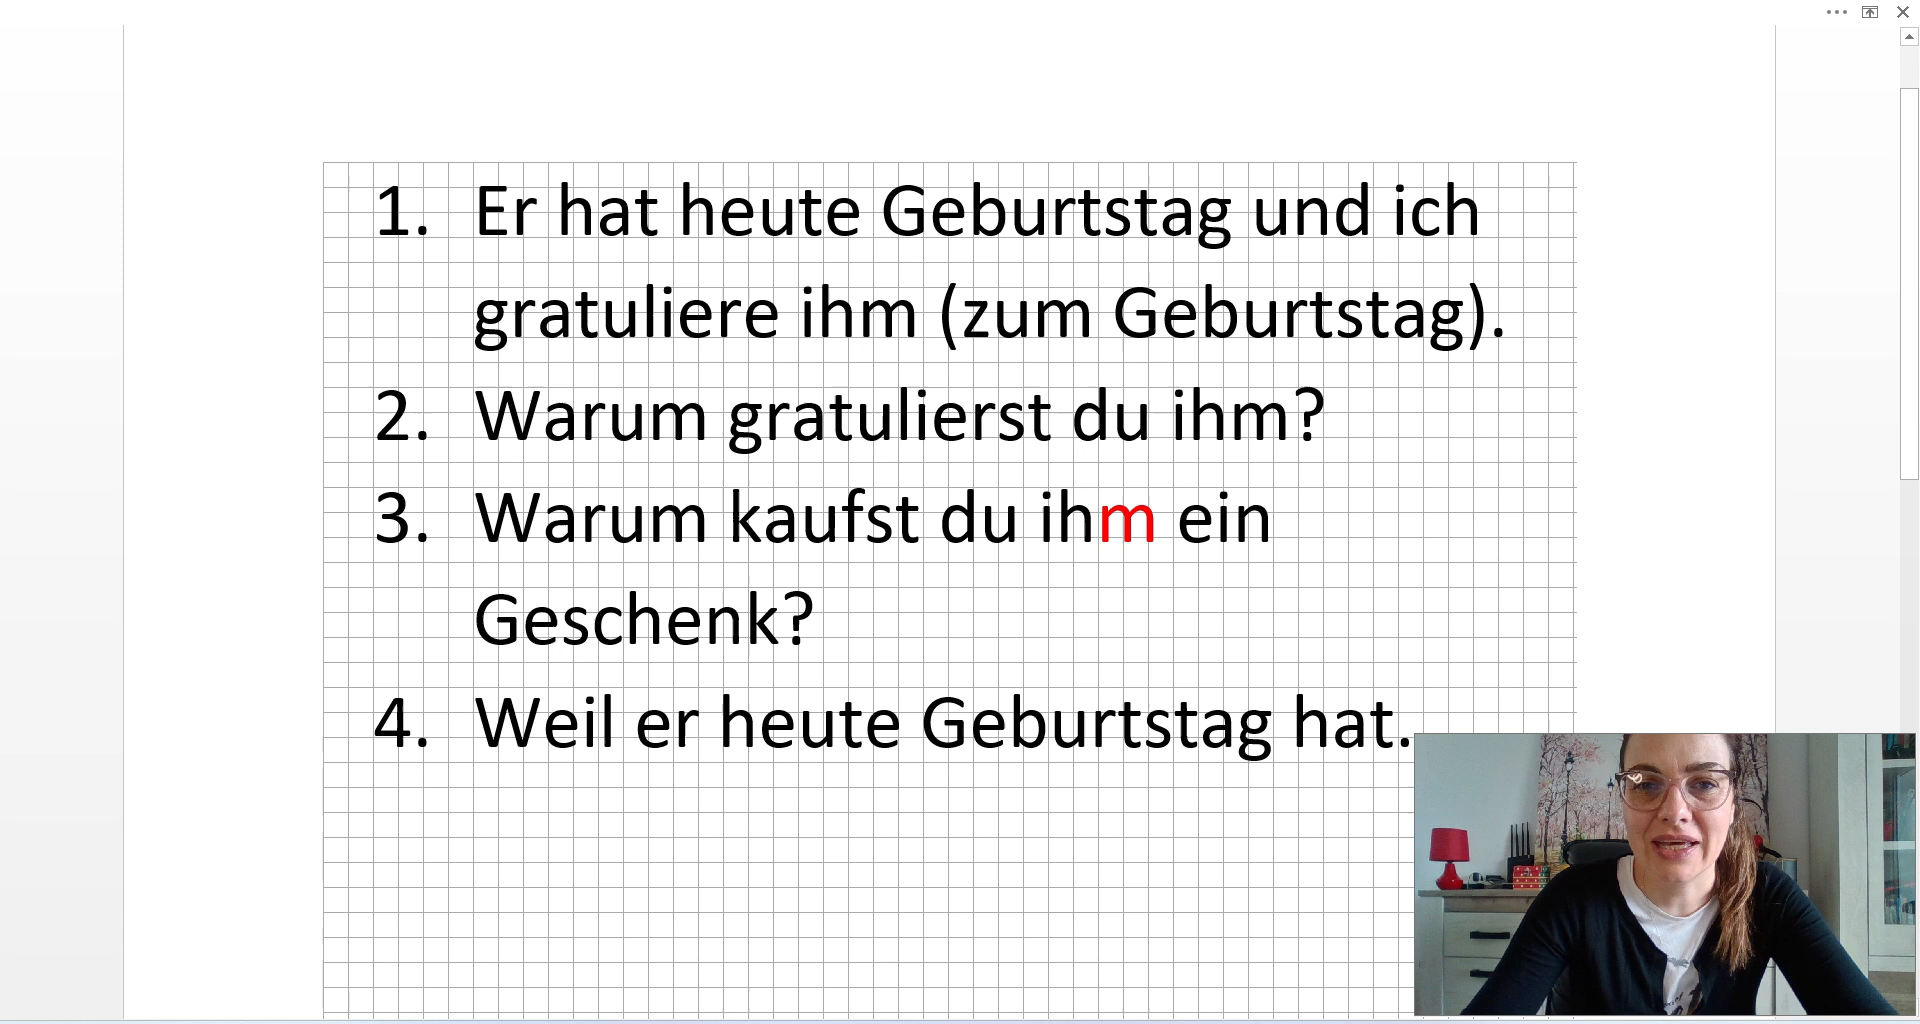 1. Er hat heute Geburtstag und ich
gratuliere ihm (zum Geburtstag).
2. Warum gratulierst du ihm?
3. Warum kaufst du ihm ein
Geschenk?
4. Weil er heute Geburtstag hat.